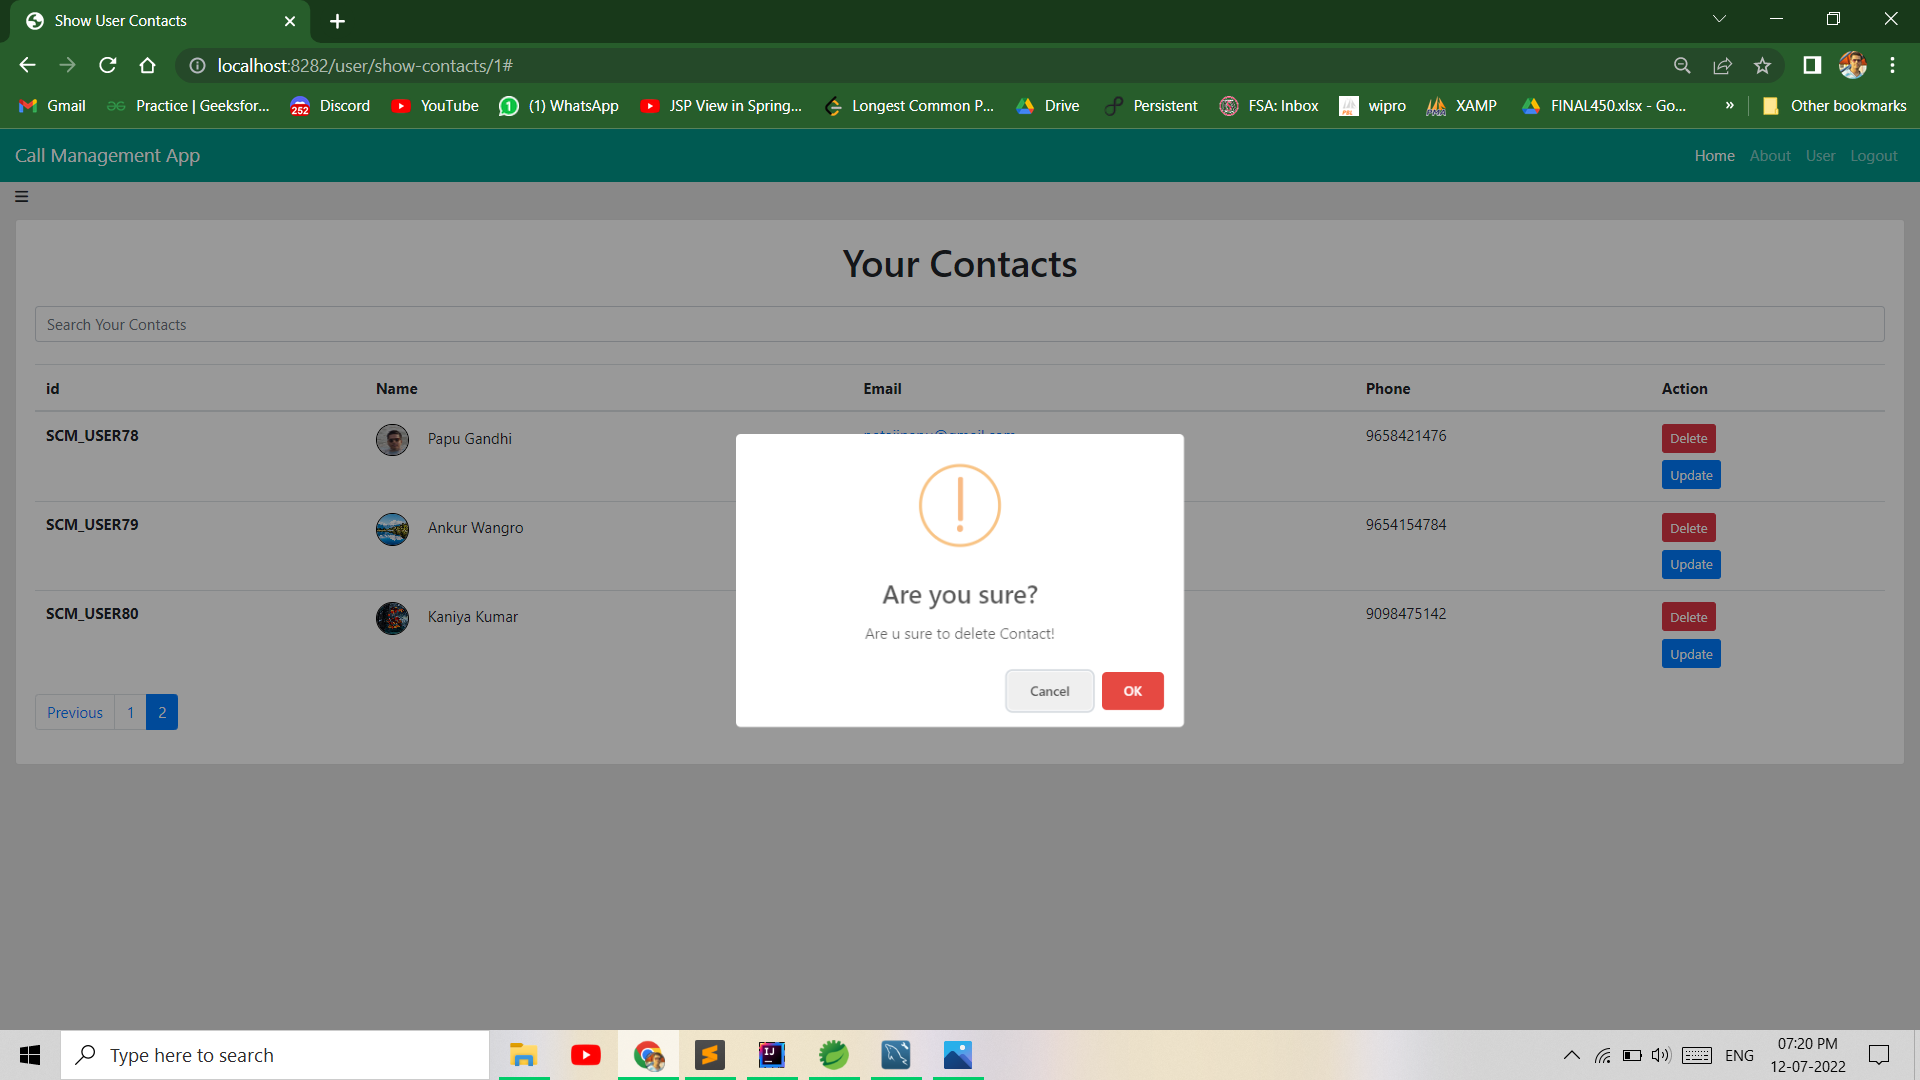 Show User Contacts
localhost:8282/user/show-contacts/1#
Gmail
Practice | Geeksfor...
252
Discord
YouTube
1
(1) WhatsApp
JSP View in Spring...
Longest Common P...
Drive
Persistent
FSA: Inbox
wipro
XAMP
FINAL450.xlsx - Go...
»
Other bookmarks
Call Management App
Home
About
User
Logout
Your Contacts
Search Your Contacts
id
Name
Email
Phone
Action
SCM_USER78
Papu Gandhi
9658421476
Delete
Update
SCM_USER79
Ankur Wangro
9654154784
Delete
Update
SCM_USER80
Kaniya Kumar
9098475142
Delete
Update
Are you sure?
Are u sure to delete Contact!
Cancel
OK
Previous
1
2
Type here to search
IJ
ENG
07:20 PM
12-07-2022